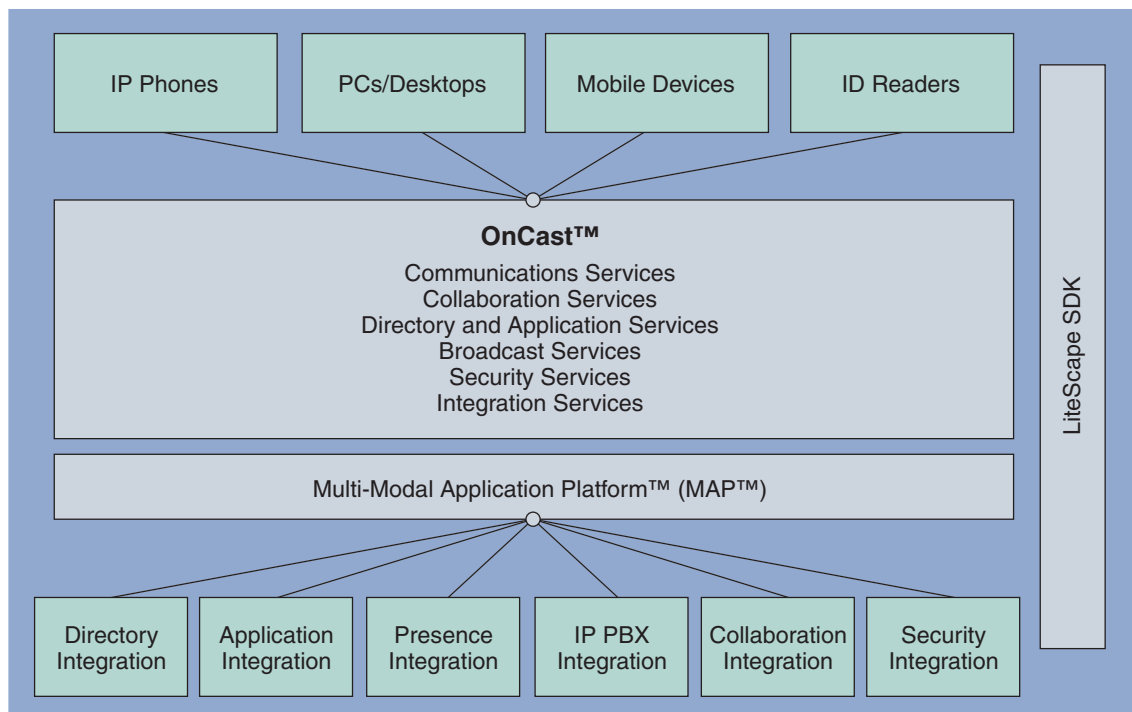 IP Phones
PCs/Desktops
Mobile Devices
ID Readers
OnCast™
Communications Services
Collaboration Services
Directory and Application Services
Broadcast Services
Security Services
Integration Services
LiteScape SDK
Multi-Modal Application Platform™ (MAP™)
Directory
Integration
Application
Integration
Presence
Integration
IP PBX
Integration
Collaboration
Integration
Security
Integration